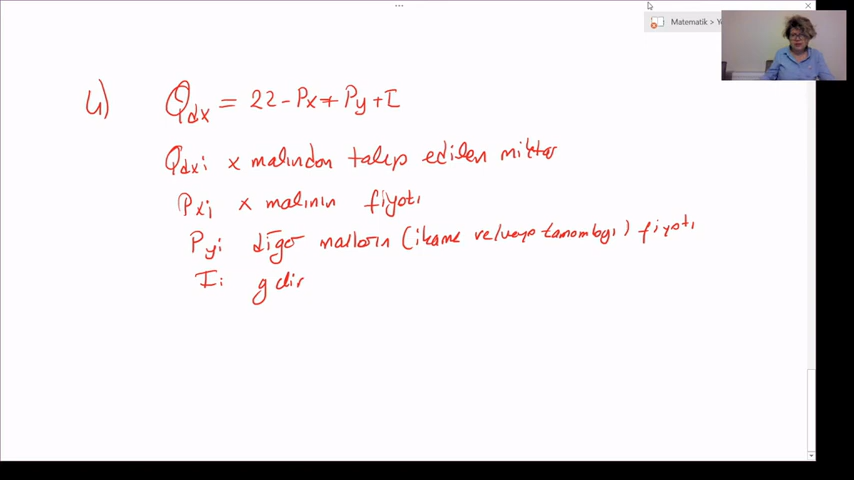 Matematik >
4) Qdx = 22 - Px + Py + I
Qdx: x malından talep edilen miktar
Px: x malının fiyatı
Py: diğer malların (ikame ve/veya tamamlayıcı) fiyatı
I: gelir